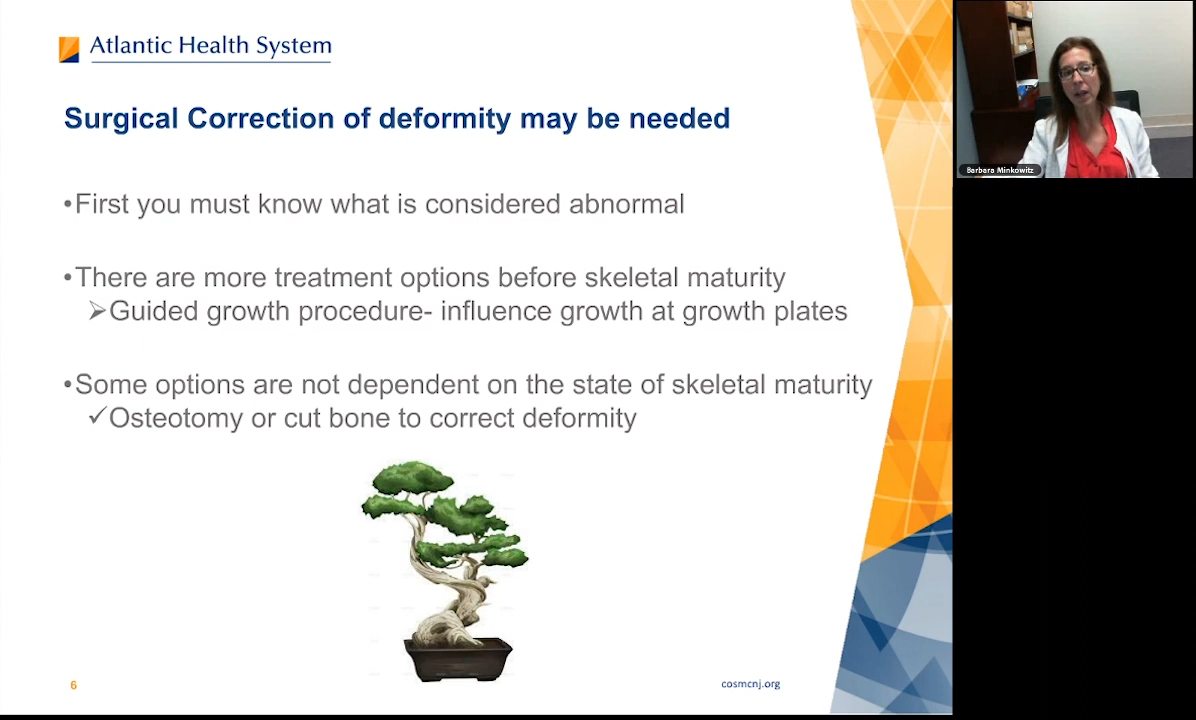 Atlantic Health System
Surgical Correction of deformity may be needed
•First you must know what is considered abnormal
•There are more treatment options before skeletal maturity
➢Guided growth procedure- influence growth at growth plates
•Some options are not dependent on the state of skeletal maturity
✓Osteotomy or cut bone to correct deformity
6
cosmcnj.org
Barbara Minkowitz